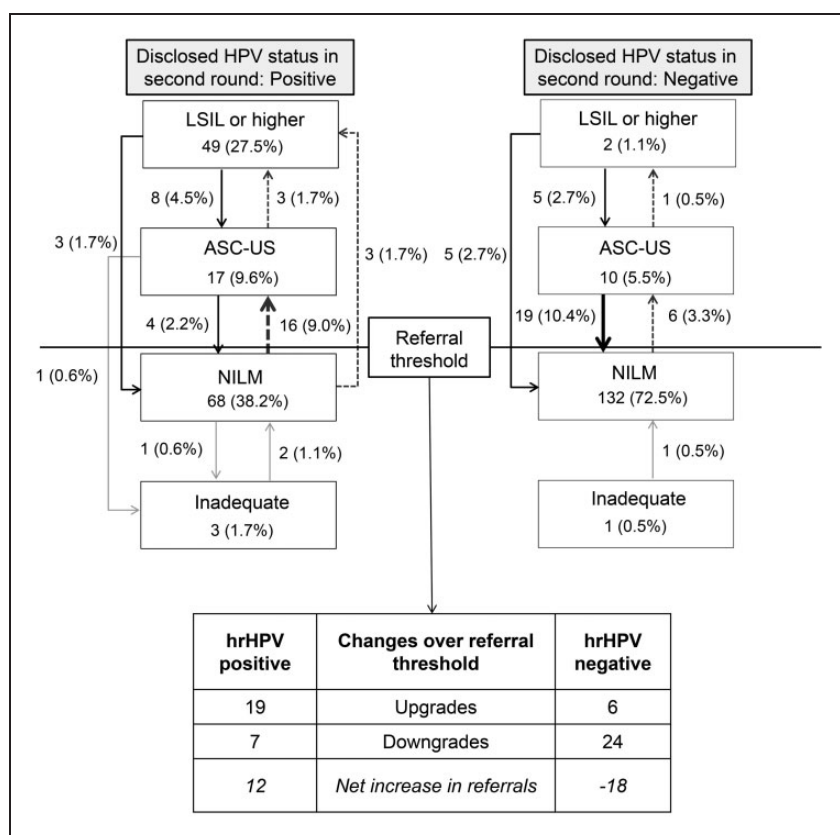 Disclosed HPV status in
second round: Positive
LSIL or higher
49 (27.5%)
8 (4.5%)
3 (1.7%)
3 (1.7%)
3 (1.7%)
ASC-US
17 (9.6%)
4 (2.2%)
16 (9.0%)
1 (0.6%)
NILM
68 (38.2%)
1 (0.6%)
2 (1.1%)
Inadequate
3 (1.7%)
Referral
threshold
Disclosed HPV status in
second round: Negative
LSIL or higher
2 (1.1%)
5 (2.7%)
1 (0.5%)
5 (2.7%)
ASC-US
10 (5.5%)
19 (10.4%)
6 (3.3%)
NILM
132 (72.5%)
1 (0.5%)
Inadequate
1 (0.5%)
hrHPV
positive
Changes over referral
threshold
hrHPV
negative
19 Upgrades 6
7 Downgrades 24
12 Net increase in referrals -18